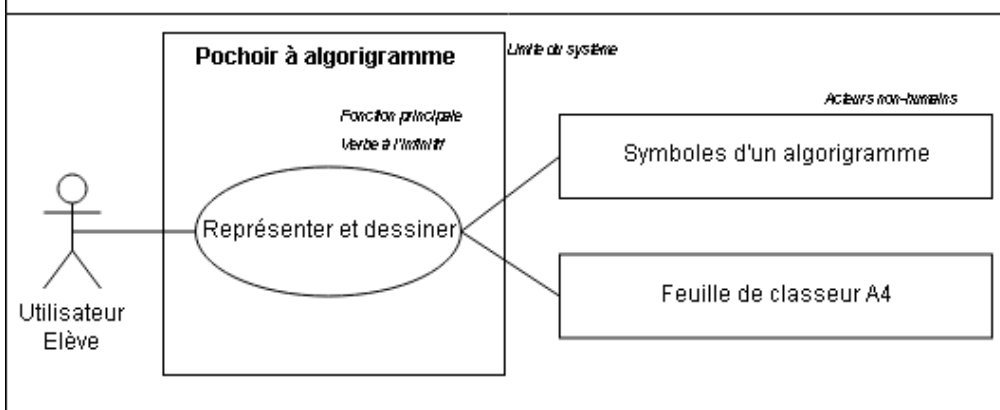 Pochoir à algorigramme
Limite du système
Fonction principale
Verbe à l'infinitif
Acteurs non-humains
Symboles d'un algorigramme
Représenter et dessiner
Feuille de classeur A4
Utilisateur
Elève